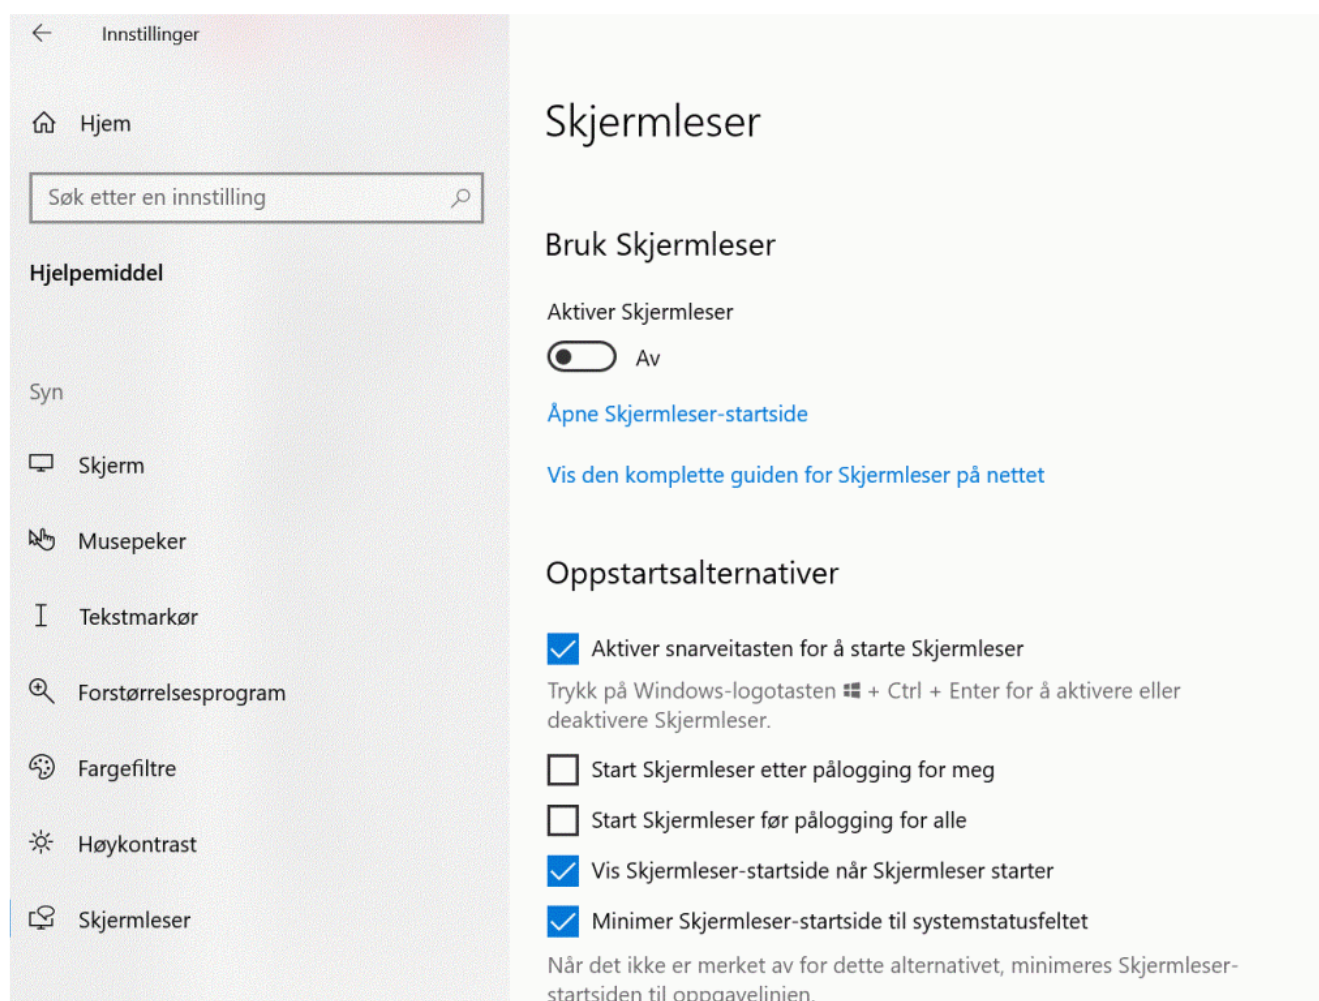 Innstillinger
Hjem
Søk etter en innstilling
Hjelpemiddel
Syn
Skjerm
Musepeker
Tekstmarkør
Forstørrelsesprogram
Fargefiltre
Høykontrast
Skjermleser
Skjermleser
Bruk Skjermleser
Aktiver Skjermleser
Av
Åpne Skjermleser-startside
Vis den komplette guiden for Skjermleser på nettet
Oppstartsalternativer
Aktiver snarveitasten for å starte Skjermleser
Trykk på Windows-logotasten + Ctrl + Enter for å aktivere eller
deaktivere Skjermleser.
Start Skjermleser etter pålogging for meg
Start Skjermleser før pålogging for alle
Vis Skjermleser-startside når Skjermleser starter
Minimer Skjermleser-startside til systemstatusfeltet
Når det ikke er merket av for dette alternativet, minimeres Skjermleser-
startsiden til oppgavelinjen.